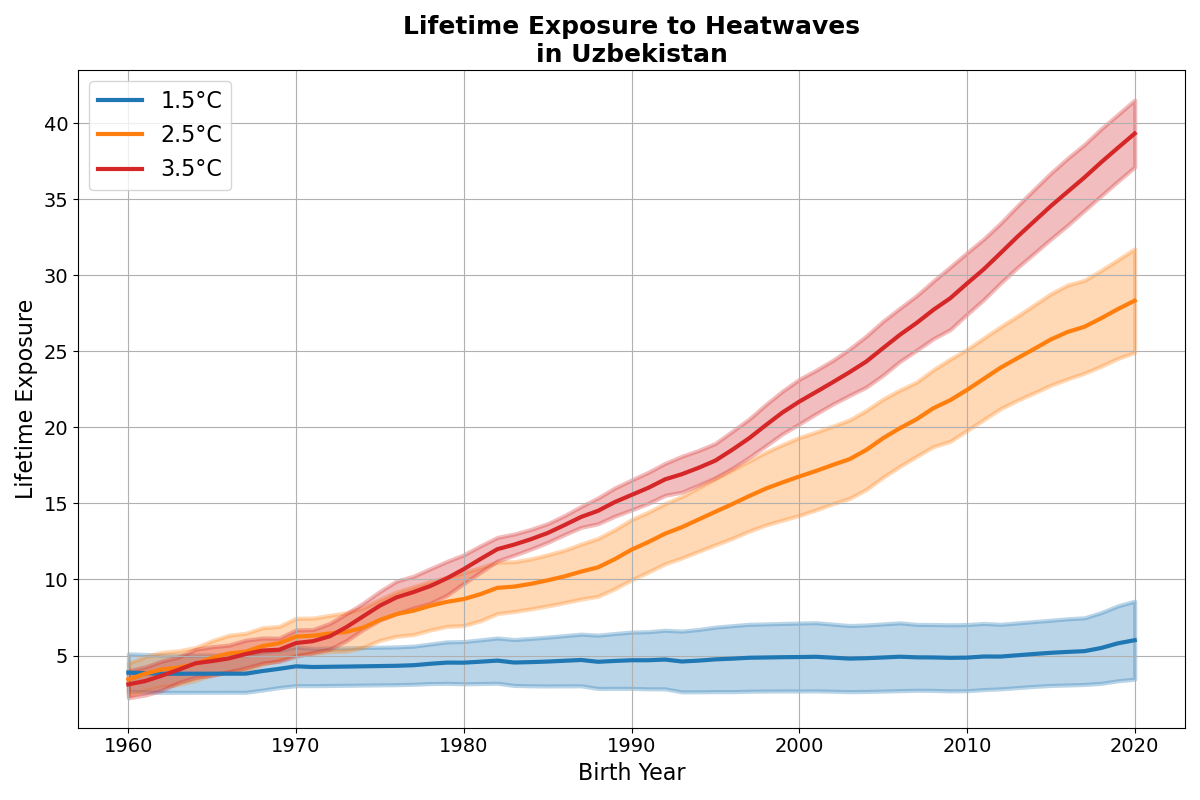 Lifetime Exposure to Heatwaves
in Uzbekistan
1.5°C
2.5°C
3.5°C
Lifetime Exposure
40
35
30
25
20
15
10
5
1960
1970
1980
1990
2000
2010
2020
Birth Year